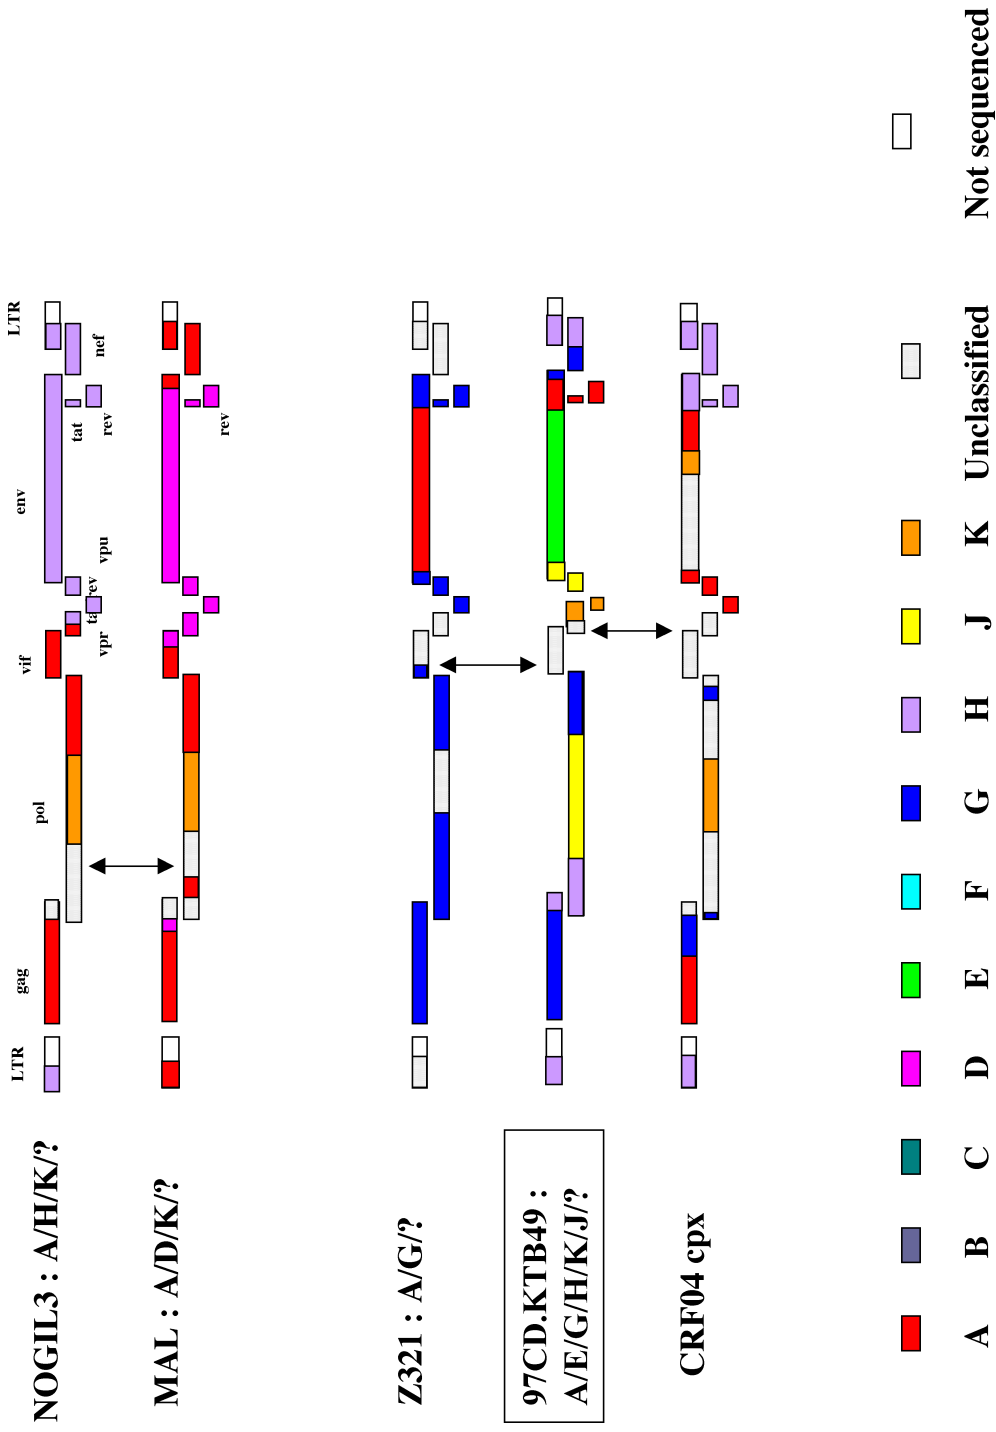 NOGIL3 : A/H/K/?
LTR
gag
pol
vif
vpr
ta
rev
vpu
env
tat
rev
nef
LTR
MAL : A/D/K/?
rev
Z321 : A/G/?
97CD.KTB49 :
A/E/G/H/K/J/?
CRF04 cpx
A B C D E F G H J K Unclassified Not sequenced